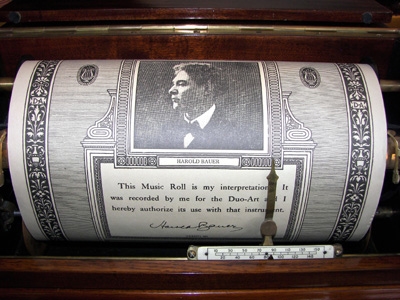 HAROLD BAUER
This Music Roll is my interpretation. It
was recorded by me for the Duo-Art and I
hereby authorize its use with that instrument.
Harold Bauer